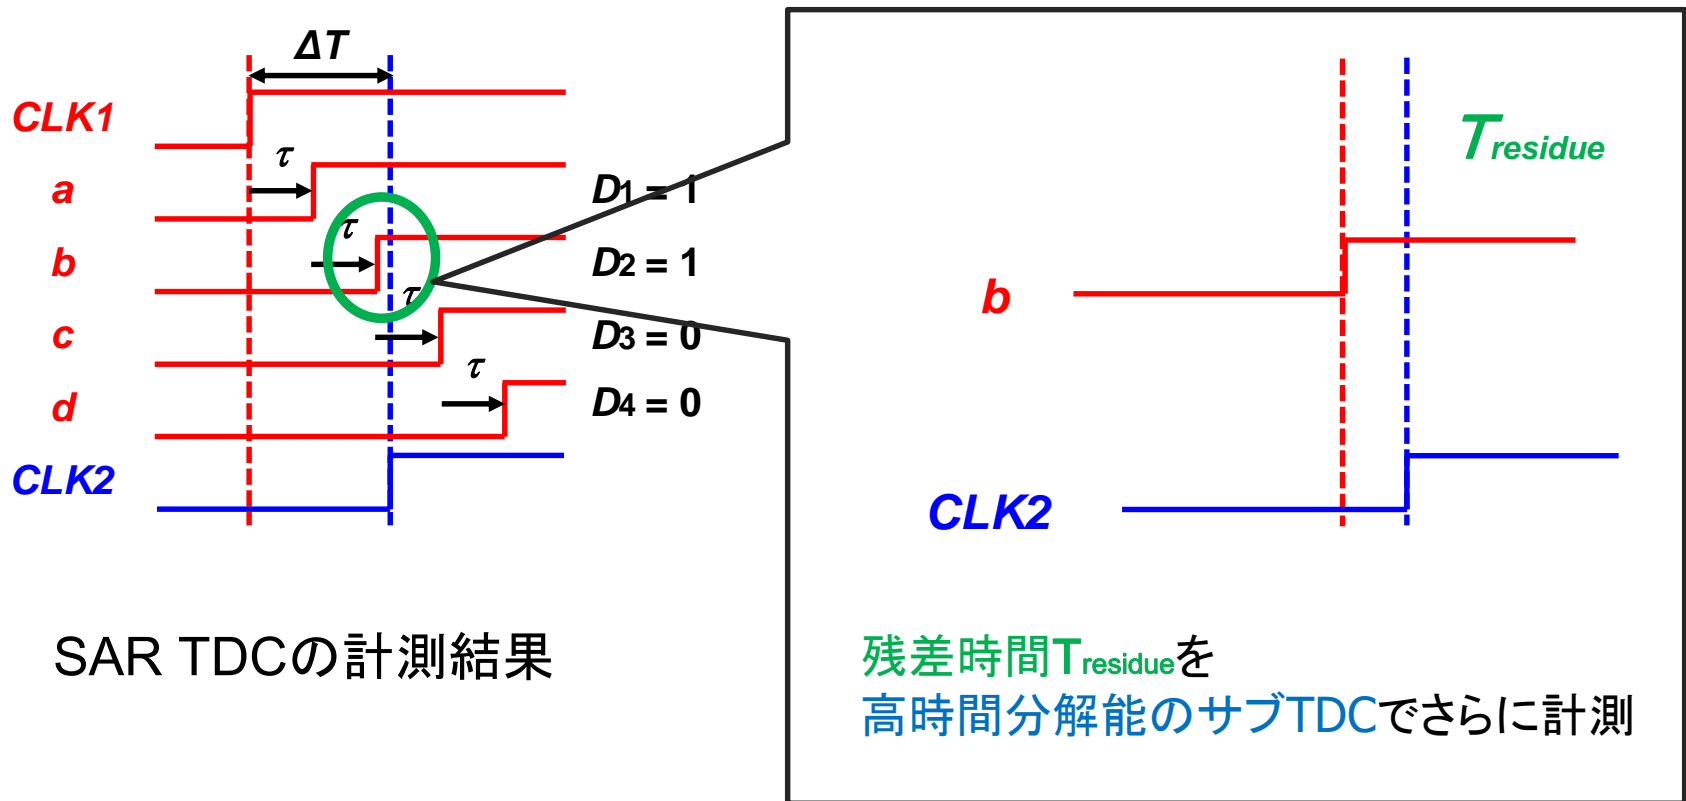 ΔT
CLK1
τ
a
D1 = 1
τ
b
D2 = 1
τ
c
D3 = 0
τ
d
D4 = 0
CLK2
SAR TDCの計測結果
Tresidue
b
CLK2
残差時間Tresidueを
高時間分解能のサブTDCでさらに計測